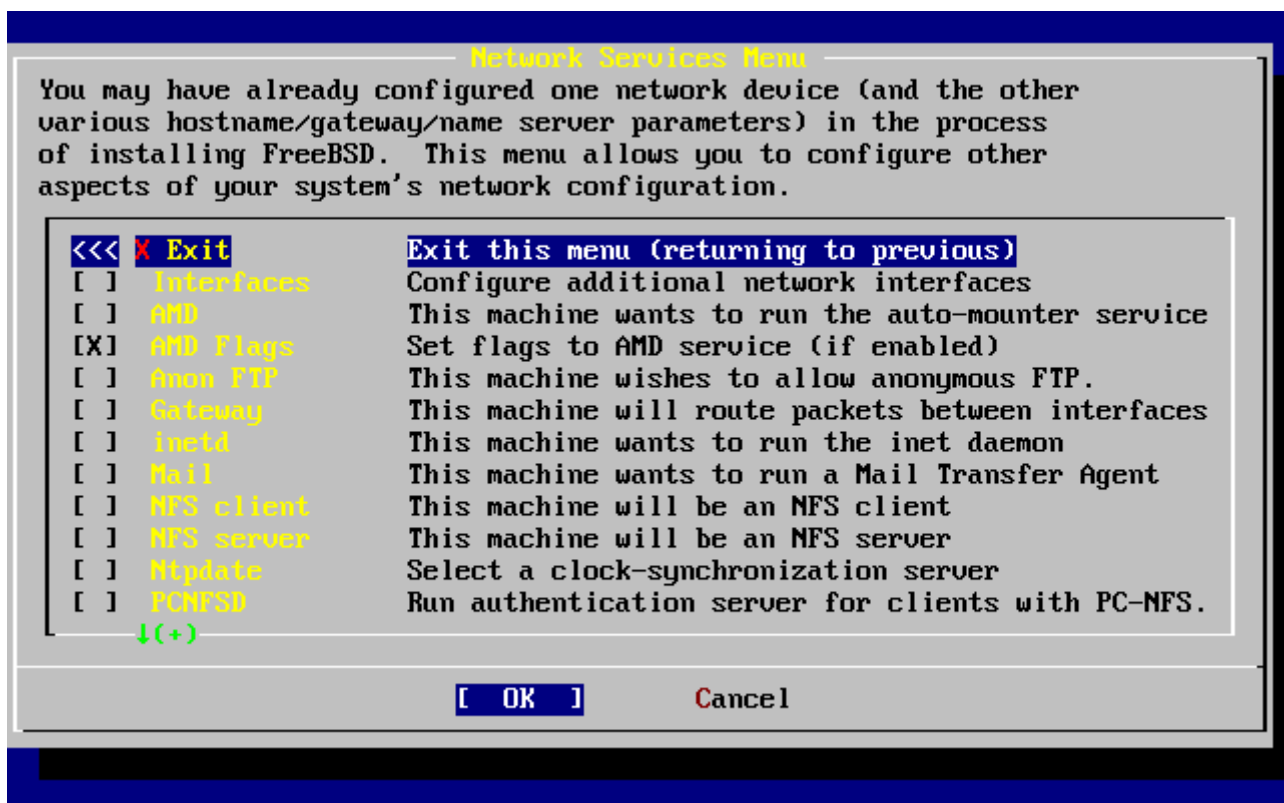 Network Services Menu
You may have already configured one network device (and the other
various hostname/gateway/name server parameters) in the process
of installing FreeBSD.  This menu allows you to configure other
aspects of your system's network configuration.
<<< X Exit Exit this menu (returning to previous)
[ ] Interfaces Configure additional network interfaces
[ ] AMD This machine wants to run the auto-mounter service
[X] AMD Flags Set flags to AMD service (if enabled)
[ ] Anon FTP This machine wishes to allow anonymous FTP.
[ ] Gateway This machine will route packets between interfaces
[ ] inetd This machine wants to run the inet daemon
[ ] Mail This machine wants to run a Mail Transfer Agent
[ ] NFS client This machine will be an NFS client
[ ] NFS server This machine will be an NFS server
[ ] Ntpdate Select a clock-synchronization server
[ ] PCNFSD Run authentication server for clients with PC-NFS.
↓(+)
[ OK ] Cancel